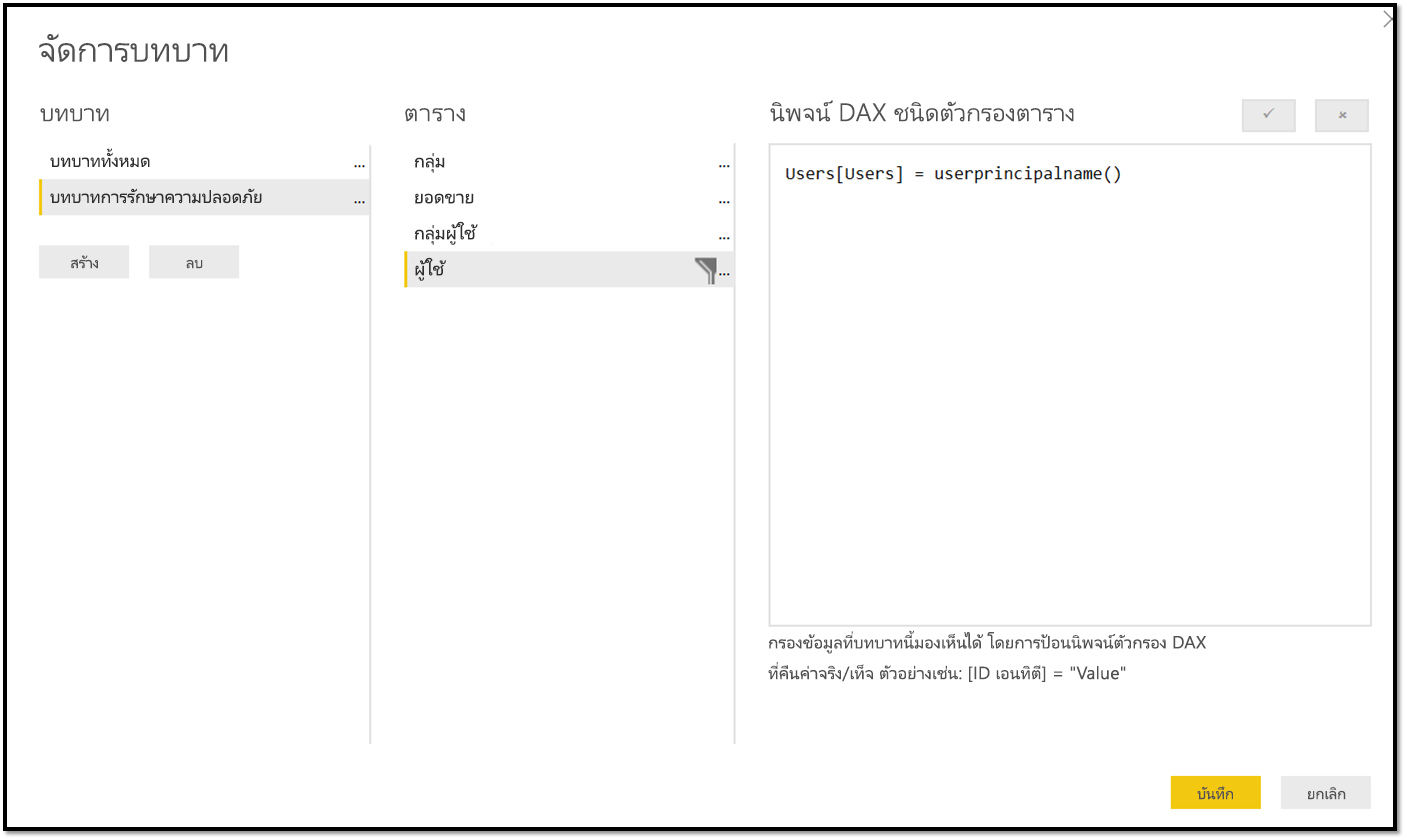 จัดการบทบาท
บทบาท
บทบาททั้งหมด
...
บทบาทการรักษาความปลอดภัย
...
สร้าง
ลบ
ตาราง
กลุ่ม
...
ยอดขาย
...
กลุ่มผู้ใช้
...
ผู้ใช้
...
นิพจน์ DAX ชนิดตัวกรองตาราง
Users[Users] = userprincipalname()
กรองข้อมูลที่บทบาทนี้มองเห็นได้ โดยการป้อนนิพจน์ตัวกรอง DAX
ที่คืนค่าจริง/เท็จ ตัวอย่างเช่น: [ID เอนทิตี] = "Value"
บันทึก
ยกเลิก